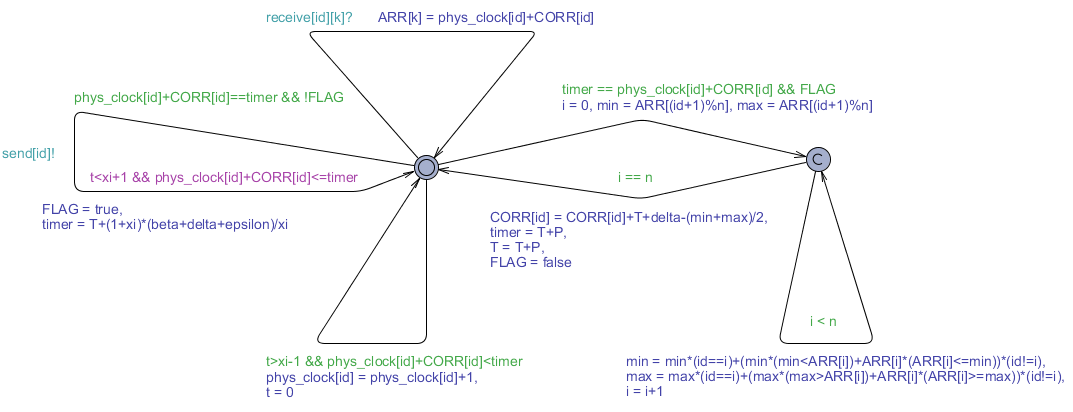 receive[id][k]? ARR[k] = phys_clock[id]+CORR[id]
phys_clock[id]+CORR[id]==timer && !FLAG
send[id]!
t<xi+1 && phys_clock[id]+CORR[id]<=timer
FLAG = true,
timer = T+(1+xi)*(beta+delta+epsilon)/xi
timer == phys_clock[id]+CORR[id] && FLAG
i = 0, min = ARR[(id+1)%n], max = ARR[(id+1)%n]
C
i == n
CORR[id] = CORR[id]+T+delta-(min+max)/2,
timer = T+P,
T = T+P,
FLAG = false
t>xi-1 && phys_clock[id]+CORR[id]<timer
phys_clock[id] = phys_clock[id]+1,
t = 0
i < n
min = min*(id==i)+(min*(min<ARR[i])+ARR[i]*(ARR[i]<=min))*(id!=i),
max = max*(id==i)+(max*(max>ARR[i])+ARR[i]*(ARR[i]>=max))*(id!=i),
i = i+1